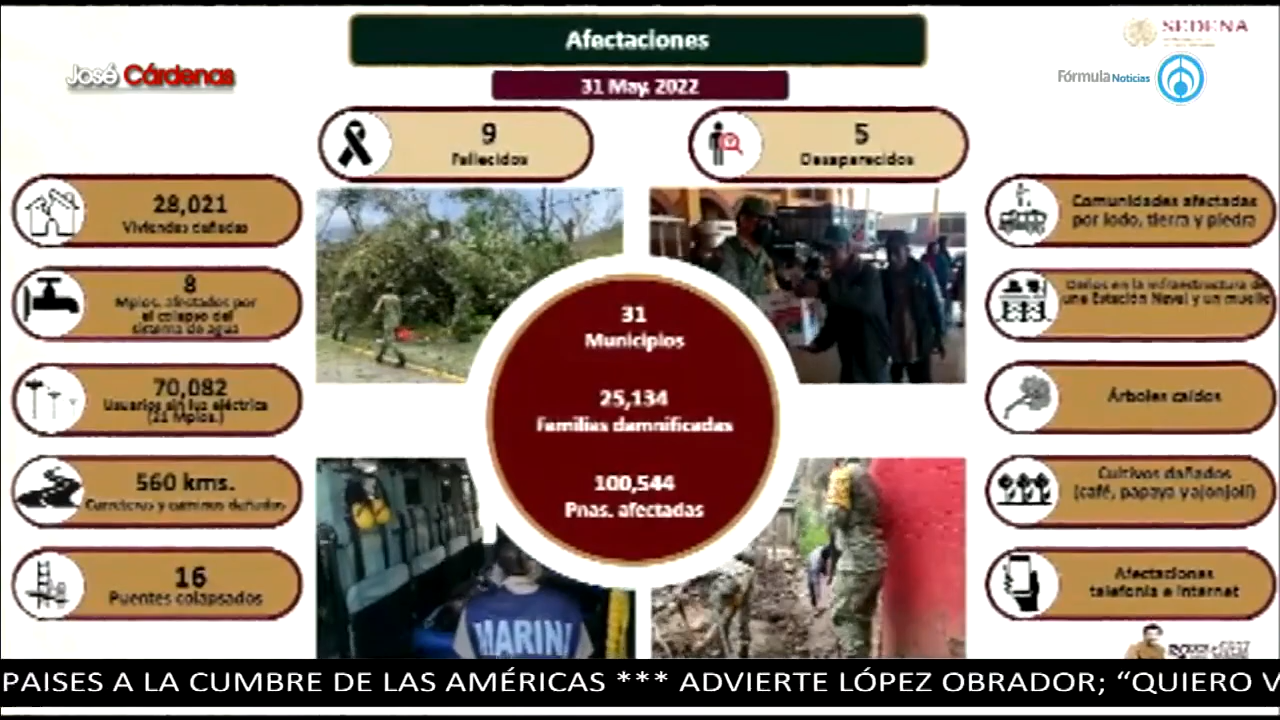 Afectaciones
SEDENA
José Cárdenas
Fórmula Noticias
31 May. 2022
9
Fallecidos
5
Desaparecidos
28,021
Viviendas dañadas
8
Mpios. afectados por
el colapso del
sistema de agua
70,082
Usuarios sin luz eléctrica
(21 Mpios.)
560 kms.
Carreteras y caminos dañados
16
Puentes colapsados
31
Municipios
25,134
Familias damnificadas
100,544
Pnas. afectadas
Comunidades afectadas
por lodo, tierra y piedra
Daños en la infraestructura de
una Estación Naval y un muelle
Árboles caídos
Cultivos dañados
(café, papaya y ajonjolí)
Afectaciones
telefonía e internet
MARINA
PAISES A LA CUMBRE DE LAS AMÉRICAS *** ADVIERTE LÓPEZ OBRADOR; “QUIERO V